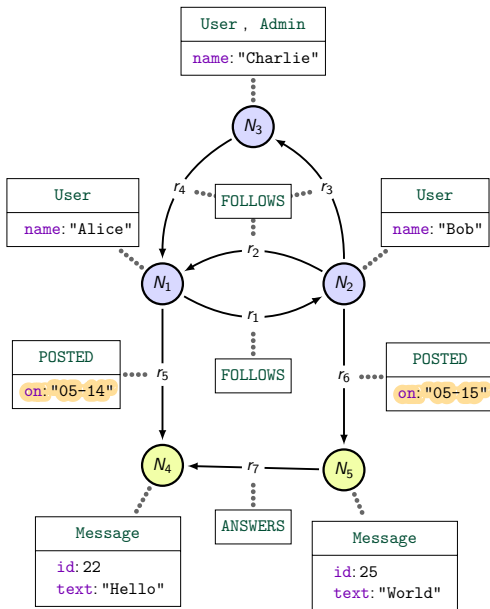 User , Admin
name: "Charlie"
N3
r4
r3
FOLLOWS
User
name: "Alice"
User
name: "Bob"
r2
N1
N2
r1
POSTED
on: "05-14"
r5
FOLLOWS
r6
POSTED
on: "05-15"
N4
r7
N5
ANSWERS
Message
id: 22
text: "Hello"
Message
id: 25
text: "World"